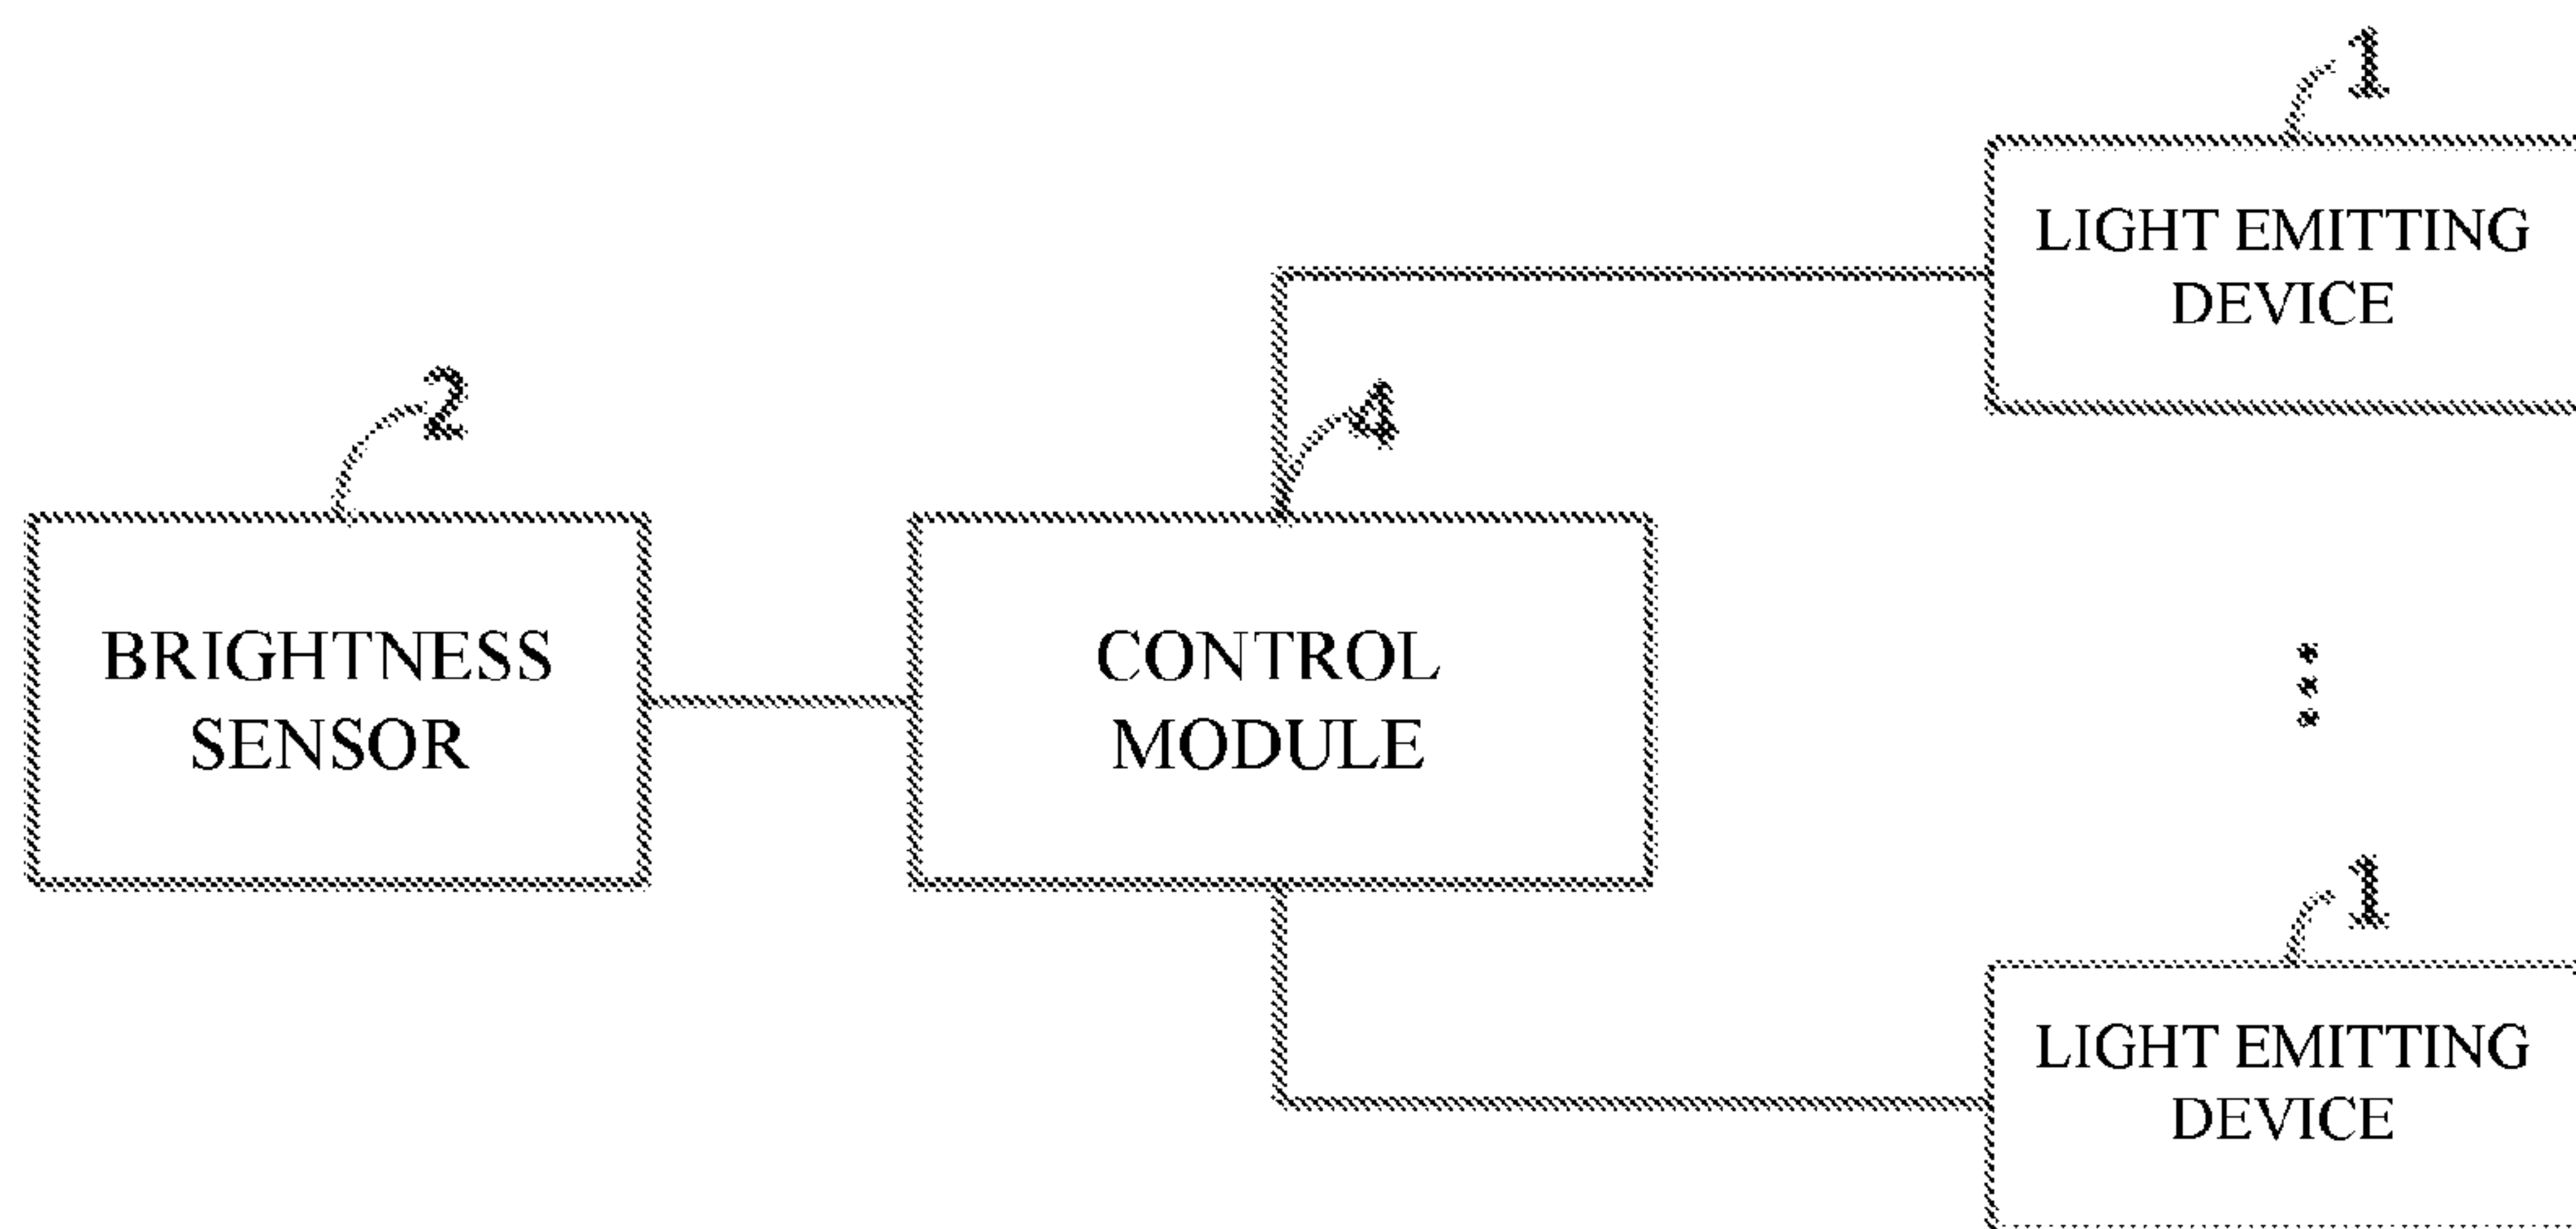 1
LIGHT EMITTING
DEVICE
2
4
BRIGHTNESS
SENSOR
CONTROL
MODULE
1
LIGHT EMITTING
DEVICE